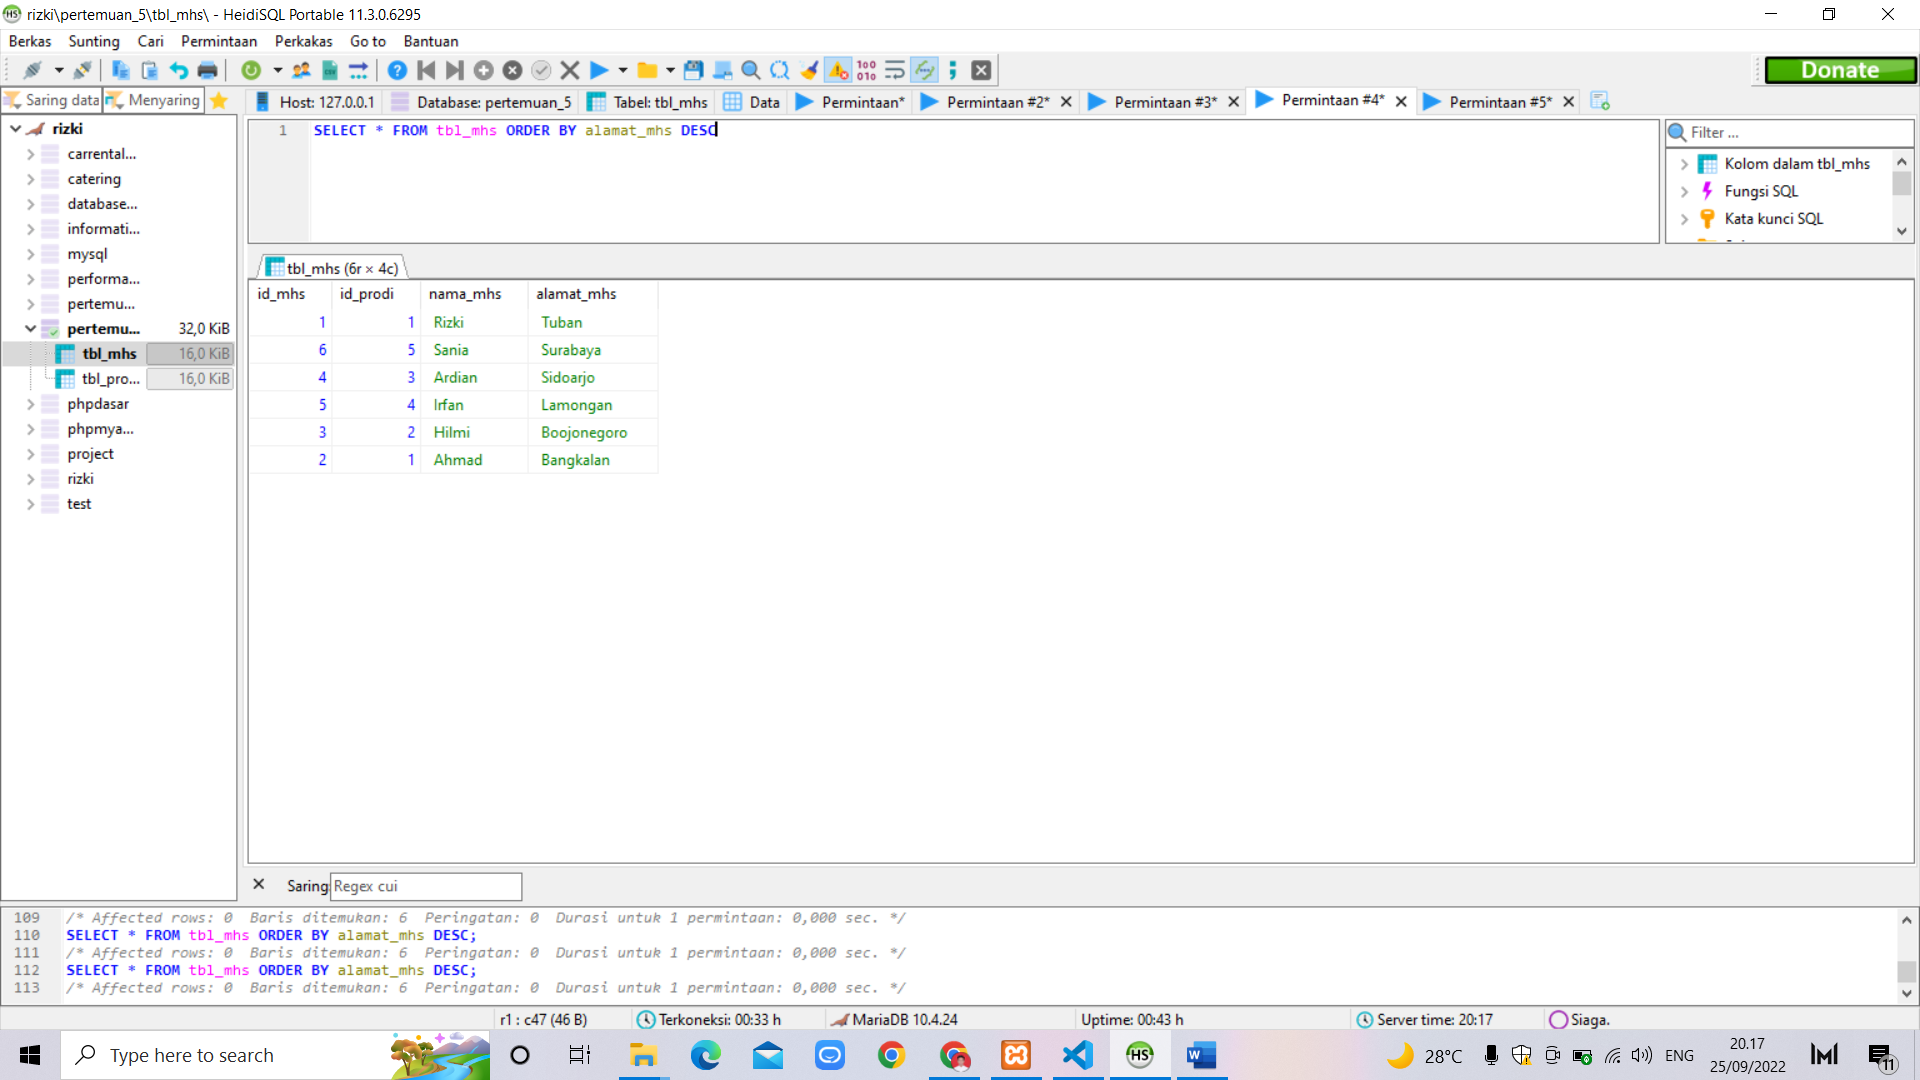 rizki\pertemuan_5\tbl_mhs\ - HeidiSQL Portable 11.3.0.6295
Berkas Sunting Cari Permintaan Perkakas Go to Bantuan
Donate
Saring data Menyaring
Host: 127.0.0.1 Database: pertemuan_5 Tabel: tbl_mhs Data Permintaan* Permintaan #2* Permintaan #3* Permintaan #4* Permintaan #5*
rizki
carrental...
catering
database...
informati...
mysql
performa...
pertemu...
pertemu... 32,0 KiB
tbl_mhs 16,0 KiB
tbl_pro... 16,0 KiB
phpdasar
phpmya...
project
rizki
test
1 SELECT * FROM tbl_mhs ORDER BY alamat_mhs DESC
Filter ...
Kolom dalam tbl_mhs
Fungsi SQL
Kata kunci SQL
tbl_mhs (6r × 4c)
id_mhs id_prodi nama_mhs alamat_mhs
1 1 Rizki Tuban
6 5 Sania Surabaya
4 3 Ardian Sidoarjo
5 4 Irfan Lamongan
3 2 Hilmi Boojonegoro
2 1 Ahmad Bangkalan
Saring Regex cui
109 /* Affected rows: 0 Baris ditemukan: 6 Peringatan: 0 Durasi untuk 1 permintaan: 0,000 sec. */
110 SELECT * FROM tbl_mhs ORDER BY alamat_mhs DESC;
111 /* Affected rows: 0 Baris ditemukan: 6 Peringatan: 0 Durasi untuk 1 permintaan: 0,000 sec. */
112 SELECT * FROM tbl_mhs ORDER BY alamat_mhs DESC;
113 /* Affected rows: 0 Baris ditemukan: 6 Peringatan: 0 Durasi untuk 1 permintaan: 0,000 sec. */
r1 : c47 (46 B) Terkoneksi: 00:33 h MariaDB 10.4.24 Uptime: 00:43 h Server time: 20:17 Siaga.
Type here to search
28°C ENG
20.17
25/09/2022
11